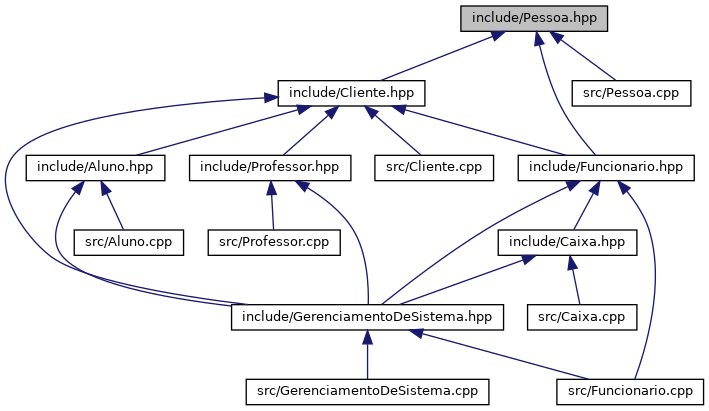 include/Pessoa.hpp
include/Cliente.hpp
src/Pessoa.cpp
include/Aluno.hpp
include/Professor.hpp
src/Cliente.cpp
include/Funcionario.hpp
src/Aluno.cpp
src/Professor.cpp
include/Caixa.hpp
include/GerenciamentoDeSistema.hpp
src/Caixa.cpp
src/GerenciamentoDeSistema.cpp
src/Funcionario.cpp